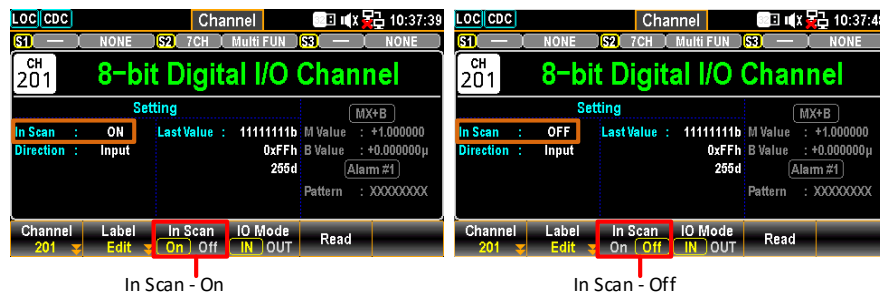 LOC CDC Channel 10:37:39
S1 — NONE S2 7CH Multi FUN S3 — NONE
CH
201 8-bit Digital I/O Channel
Setting
MX+B
In Scan : ON Last Value : 11111111b M Value : +1.000000
Direction : Input 0xFFh B Value : +0.000000µ
255d Alarm #1
Pattern : XXXXXXXX
Channel Label In Scan IO Mode Read
201 Edit On Off IN OUT
In Scan - On
LOC CDC Channel 10:37:48
S1 — NONE S2 7CH Multi FUN S3 — NONE
CH
201 8-bit Digital I/O Channel
Setting
MX+B
In Scan : OFF Last Value : 11111111b M Value : +1.000000
Direction : Input 0xFFh B Value : +0.000000µ
255d Alarm #1
Pattern : XXXXXXXX
Channel Label In Scan IO Mode Read
201 Edit On Off IN OUT
In Scan - Off